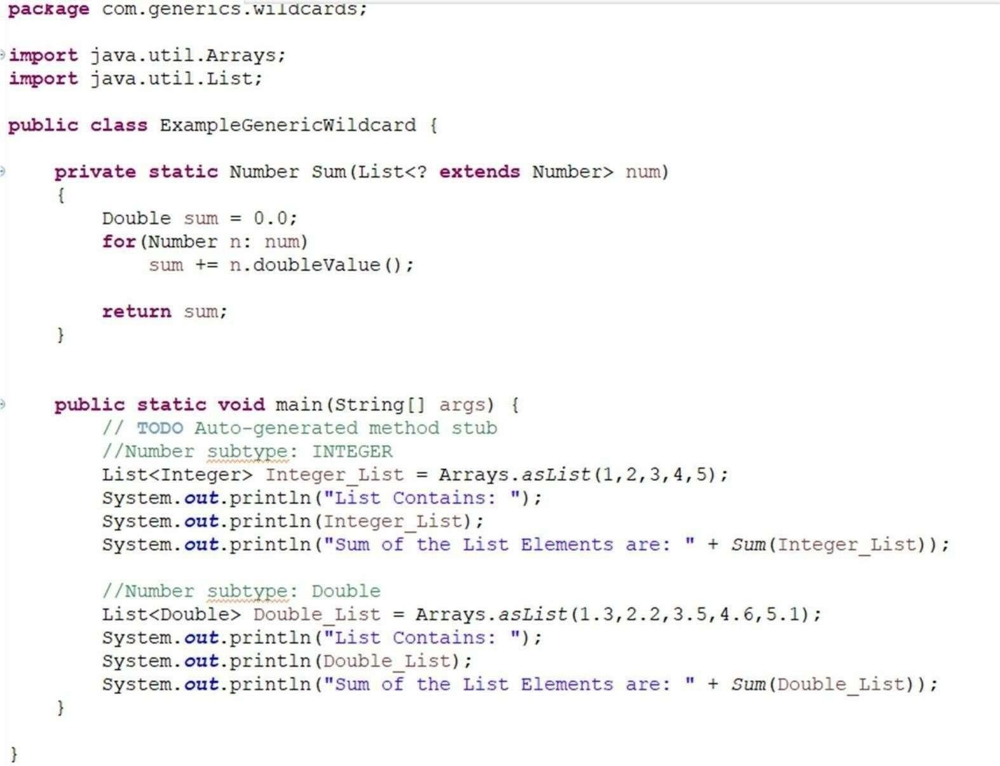 package com.generics.wildcards;
import java.util.Arrays;
import java.util.List;
public class ExampleGenericWildcard {
private static Number Sum(List<? extends Number> num)
{
Double sum = 0.0;
for(Number n: num)
sum += n.doubleValue();
return sum;
}
public static void main(String[] args) {
// TODO Auto-generated method stub
//Number subtype: INTEGER
List<Integer> Integer_List = Arrays.asList(1,2,3,4,5);
System.out.println("List Contains: ");
System.out.println(Integer_List);
System.out.println("Sum of the List Elements are: " + Sum(Integer_List));
//Number subtype: Double
List<Double> Double_List = Arrays.asList(1.3,2.2,3.5,4.6,5.1);
System.out.println("List Contains: ");
System.out.println(Double_List);
System.out.println("Sum of the List Elements are: " + Sum(Double_List));
}
}